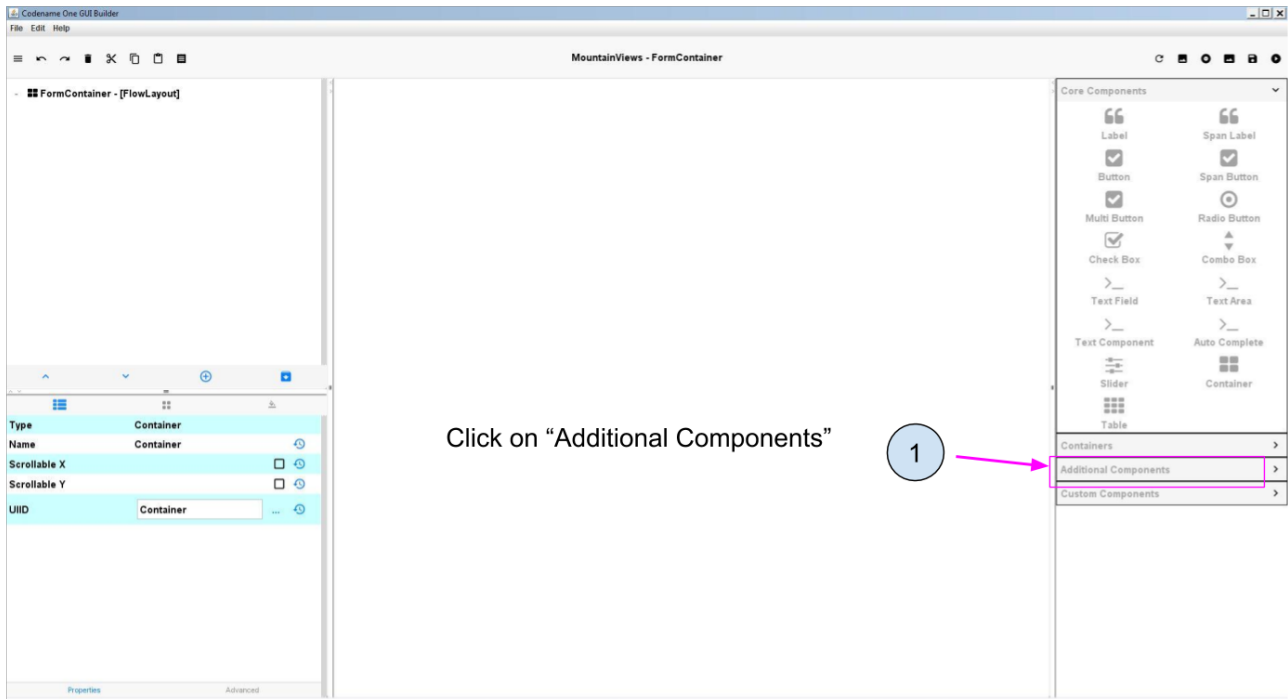 Codename One GUI Builder
File Edit Help
MountainViews - FormContainer
- FormContainer - [FlowLayout]
Type Container
Name Container
Scrollable X
Scrollable Y
UIID Container ...
Properties Advanced
Click on “Additional Components”
1
Core Components
Label Span Label
Button Span Button
Multi Button Radio Button
Check Box Combo Box
Text Field Text Area
Text Component Auto Complete
Slider Container
Table
Containers
Additional Components
Custom Components